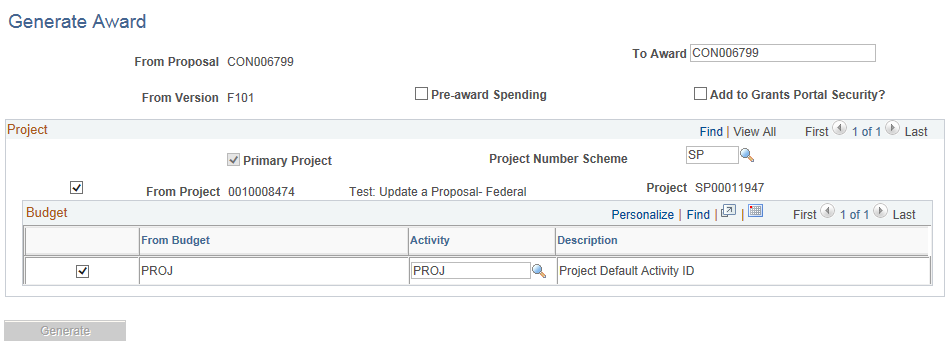 Generate Award
From Proposal CON006799 To Award CON006799
From Version F101 Pre-award Spending Add to Grants Portal Security?
Project Find | View All First 1 of 1 Last
Primary Project Project Number Scheme SP
From Project 0010008474 Test: Update a Proposal- Federal Project SP00011947
Budget Personalize | Find | | First 1 of 1 Last
From Budget Activity Description
PROJ PROJ Project Default Activity ID
Generate